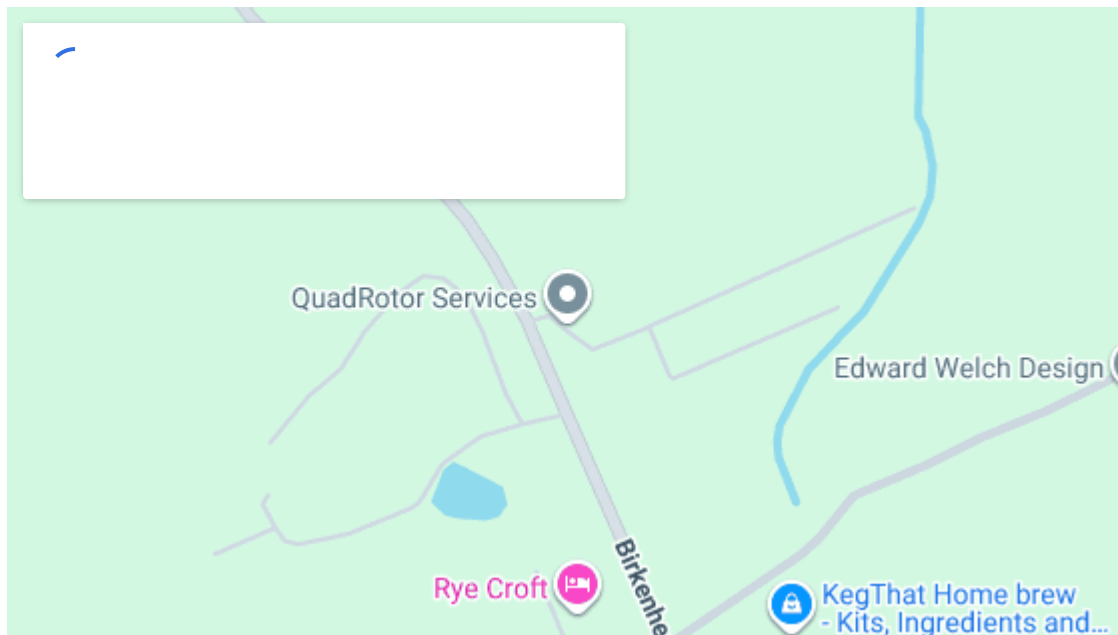 QuadRotor Services
Edward Welch Design
Birkenhe
Rye Croft
KegThat Home brew
- Kits, Ingredients and...